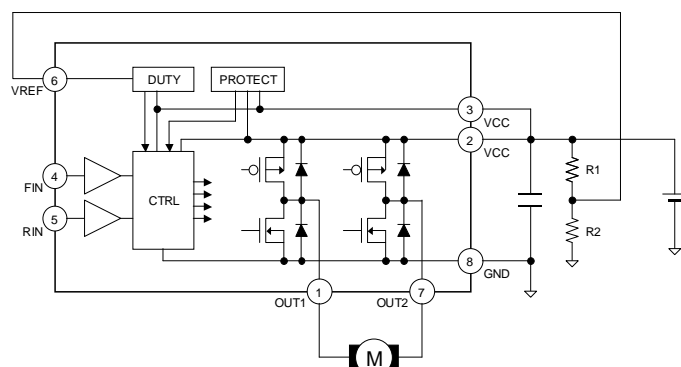 6
VREF
DUTY
PROTECT
3
VCC
2
VCC
4
FIN
5
RIN
CTRL
R1
R2
8
GND
OUT1
1
OUT2
7
M